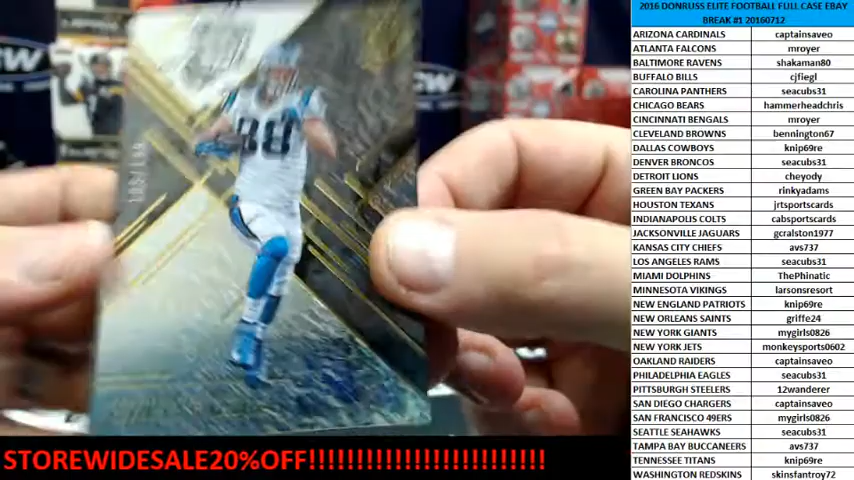 2016 DONRUSS ELITE FOOTBALL FULL CASE EBAY
BREAK #1 20160712
ARIZONA CARDINALS captainsaveo
ATLANTA FALCONS mroyer
BALTIMORE RAVENS shakaman80
BUFFALO BILLS cjfiegl
CAROLINA PANTHERS seacubs31
CHICAGO BEARS hammerheadchris
CINCINNATI BENGALS mroyer
CLEVELAND BROWNS bennington67
DALLAS COWBOYS knip69re
DENVER BRONCOS seacubs31
DETROIT LIONS cheyody
GREEN BAY PACKERS rinkyadams
HOUSTON TEXANS jrtsportscards
INDIANAPOLIS COLTS cabsportscards
JACKSONVILLE JAGUARS gcralston1977
KANSAS CITY CHIEFS avs737
LOS ANGELES RAMS seacubs31
MIAMI DOLPHINS ThePhinatic
MINNESOTA VIKINGS larsonsresort
NEW ENGLAND PATRIOTS knip69re
NEW ORLEANS SAINTS griffe24
NEW YORK GIANTS mygirls0826
NEW YORK JETS monkeysports0602
OAKLAND RAIDERS captainsaveo
PHILADELPHIA EAGLES seacubs31
PITTSBURGH STEELERS 12wanderer
SAN DIEGO CHARGERS captainsaveo
SAN FRANCISCO 49ERS mygirls0826
SEATTLE SEAHAWKS seacubs31
TAMPA BAY BUCCANEERS avs737
TENNESSEE TITANS knip69re
WASHINGTON REDSKINS skinsfantroy72
88
STOREWIDESALE20%OFF!!!!!!!!!!!!!!!!!!!!!!!!!!